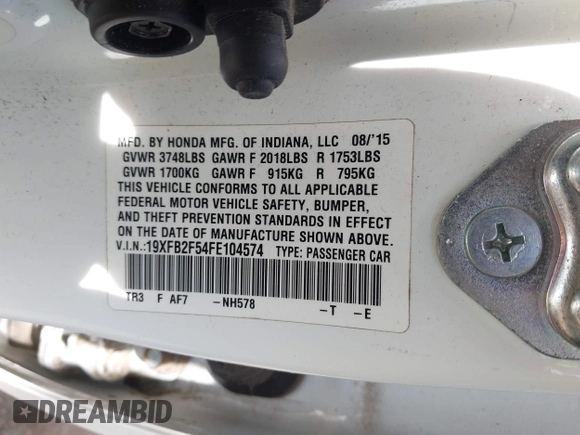 MFD. BY HONDA MFG. OF INDIANA, LLC 08/'15
GVWR 3748LBS GAWR F 2018LBS R 1753LBS
GVWR 1700KG GAWR F 915KG R 795KG
THIS VEHICLE CONFORMS TO ALL APPLICABLE
FEDERAL MOTOR VEHICLE SAFETY, BUMPER,
AND THEFT PREVENTION STANDARDS IN EFFECT
ON THE DATE OF MANUFACTURE SHOWN ABOVE.
V.I.N.:19XFB2F54FE104574 TYPE: PASSENGER CAR
TR3 F AF7 -NH578 -T -E
DREAMBID